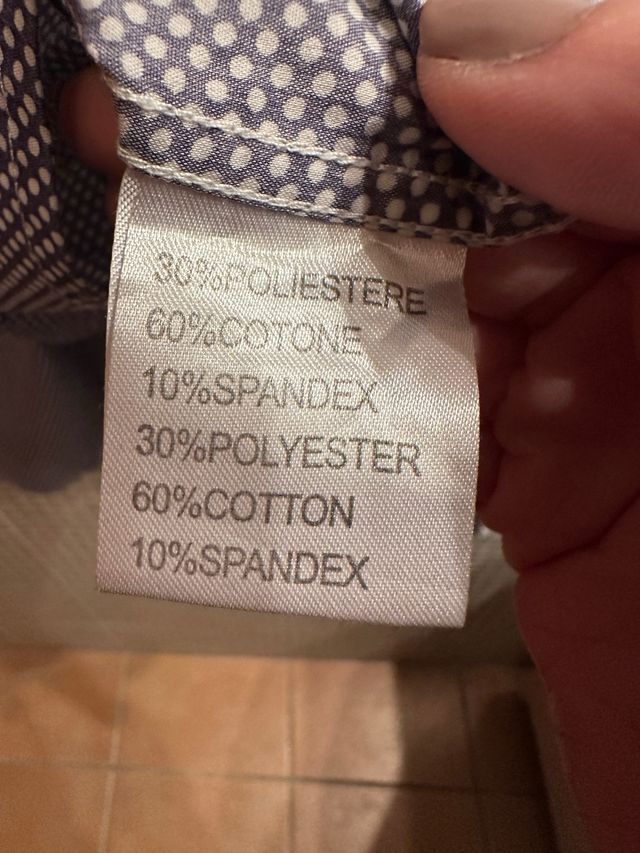 30%POLIESTERE
60%COTONE
10%SPANDEX
30%POLYESTER
60%COTTON
10%SPANDEX